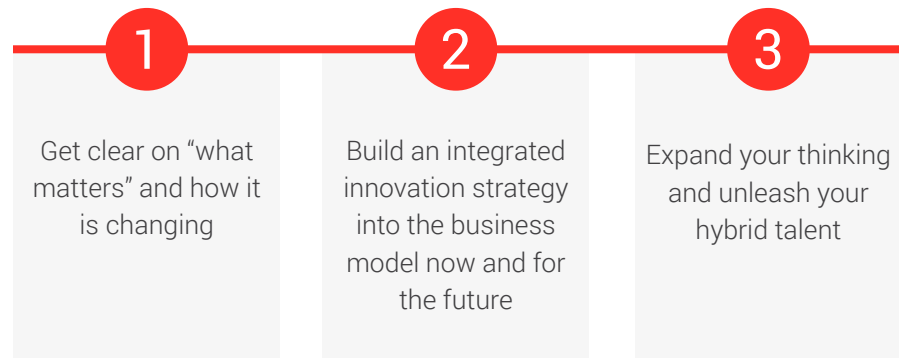 1
Get clear on “what
matters” and how it
is changing
2
Build an integrated
innovation strategy
into the business
model now and for
the future
3
Expand your thinking
and unleash your
hybrid talent